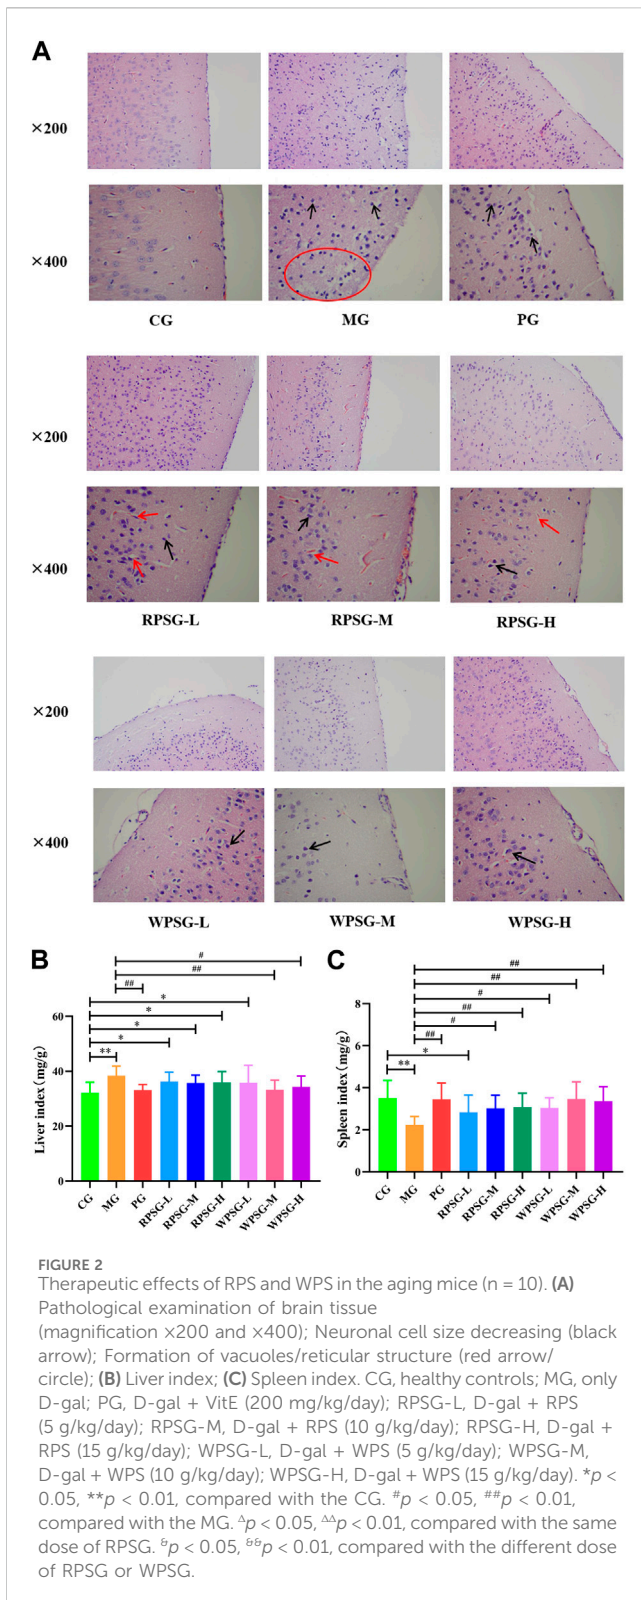 A
×200
×400
CG MG PG
×200
×400
RPSG-L RPSG-M RPSG-H
×200
×400
WPSG-L WPSG-M WPSG-H
B
#
##
##
*
*
*
*
**
Liver index (mg/g)
60
40
20
0
CG MG PG RPSG-L RPSG-M RPSG-H WPSG-L WPSG-M WPSG-H
C
##
##
#
##
#
##
*
**
Spleen index (mg/g)
8
6
4
2
0
CG MG PG RPSG-L RPSG-M RPSG-H WPSG-L WPSG-M WPSG-H
FIGURE 2
Therapeutic effects of RPS and WPS in the aging mice (n = 10). (A)
Pathological examination of brain tissue
(magnification ×200 and ×400); Neuronal cell size decreasing (black
arrow); Formation of vacuoles/reticular structure (red arrow/
circle); (B) Liver index; (C) Spleen index. CG, healthy controls; MG, only
D-gal; PG, D-gal + VitE (200 mg/kg/day); RPSG-L, D-gal + RPS
(5 g/kg/day); RPSG-M, D-gal + RPS (10 g/kg/day); RPSG-H, D-gal +
RPS (15 g/kg/day); WPSG-L, D-gal + WPS (5 g/kg/day); WPSG-M,
D-gal + WPS (10 g/kg/day); WPSG-H, D-gal + WPS (15 g/kg/day). *p <
0.05, **p < 0.01, compared with the CG. #p < 0.05, ##p < 0.01,
compared with the MG. Δp < 0.05, ΔΔp < 0.01, compared with the same
dose of RPSG. &p < 0.05, &&p < 0.01, compared with the different dose
of RPSG or WPSG.